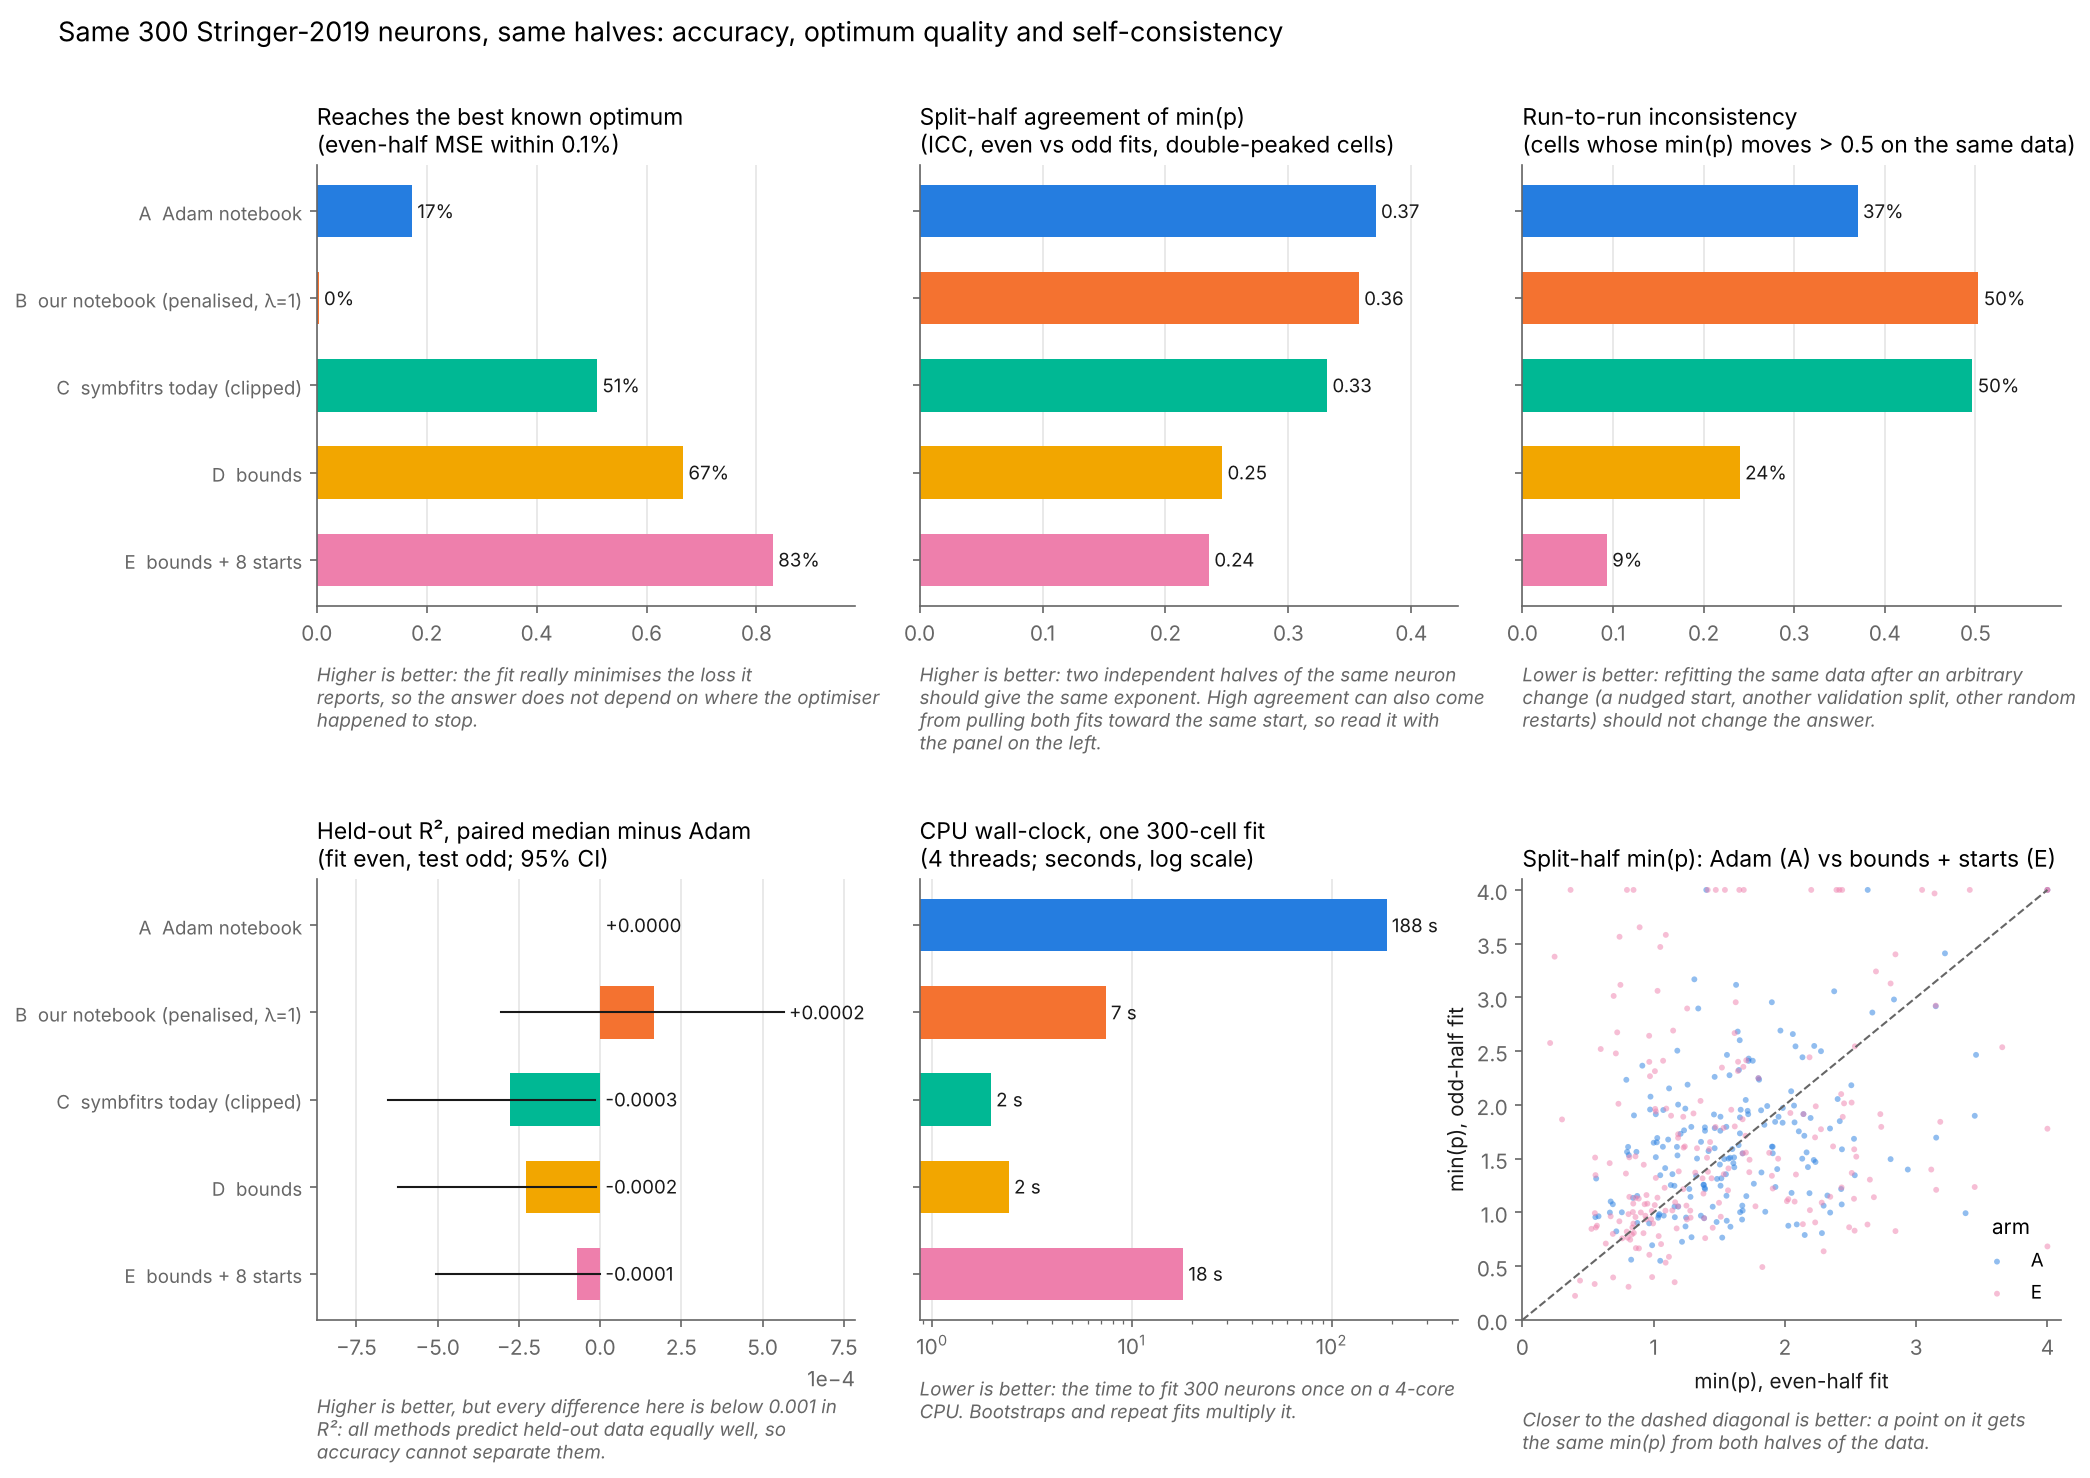 Same 300 Stringer-2019 neurons, same halves: accuracy, optimum quality and self-consistency
Reaches the best known optimum
(even-half MSE within 0.1%)
A  Adam notebook
B  our notebook (penalised, λ=1)
C  symbfitrs today (clipped)
D  bounds
E  bounds + 8 starts
17%
0%
51%
67%
83%
0.0 0.2 0.4 0.6 0.8
Higher is better: the fit really minimises the loss it
reports, so the answer does not depend on where the optimiser
happened to stop.
Split-half agreement of min(p)
(ICC, even vs odd fits, double-peaked cells)
0.37
0.36
0.33
0.25
0.24
0.0 0.1 0.2 0.3 0.4
Higher is better: two independent halves of the same neuron
should give the same exponent. High agreement can also come
from pulling both fits toward the same start, so read it with
the panel on the left.
Run-to-run inconsistency
(cells whose min(p) moves > 0.5 on the same data)
37%
50%
50%
24%
9%
0.0 0.1 0.2 0.3 0.4 0.5
Lower is better: refitting the same data after an arbitrary
change (a nudged start, another validation split, other random
restarts) should not change the answer.
Held-out R², paired median minus Adam
(fit even, test odd; 95% CI)
A  Adam notebook
B  our notebook (penalised, λ=1)
C  symbfitrs today (clipped)
D  bounds
E  bounds + 8 starts
+0.0000
+0.0002
-0.0003
-0.0002
-0.0001
−7.5 −5.0 −2.5 0.0 2.5 5.0 7.5
1e−4
Higher is better, but every difference here is below 0.001 in
R²: all methods predict held-out data equally well, so
accuracy cannot separate them.
CPU wall-clock, one 300-cell fit
(4 threads; seconds, log scale)
188 s
7 s
2 s
2 s
18 s
10⁰ 10¹ 10²
Lower is better: the time to fit 300 neurons once on a 4-core
CPU. Bootstraps and repeat fits multiply it.
Split-half min(p): Adam (A) vs bounds + starts (E)
4.0
3.5
3.0
2.5
2.0
1.5
1.0
0.5
0.0
min(p), odd-half fit
arm
A
E
0 1 2 3 4
min(p), even-half fit
Closer to the dashed diagonal is better: a point on it gets
the same min(p) from both halves of the data.